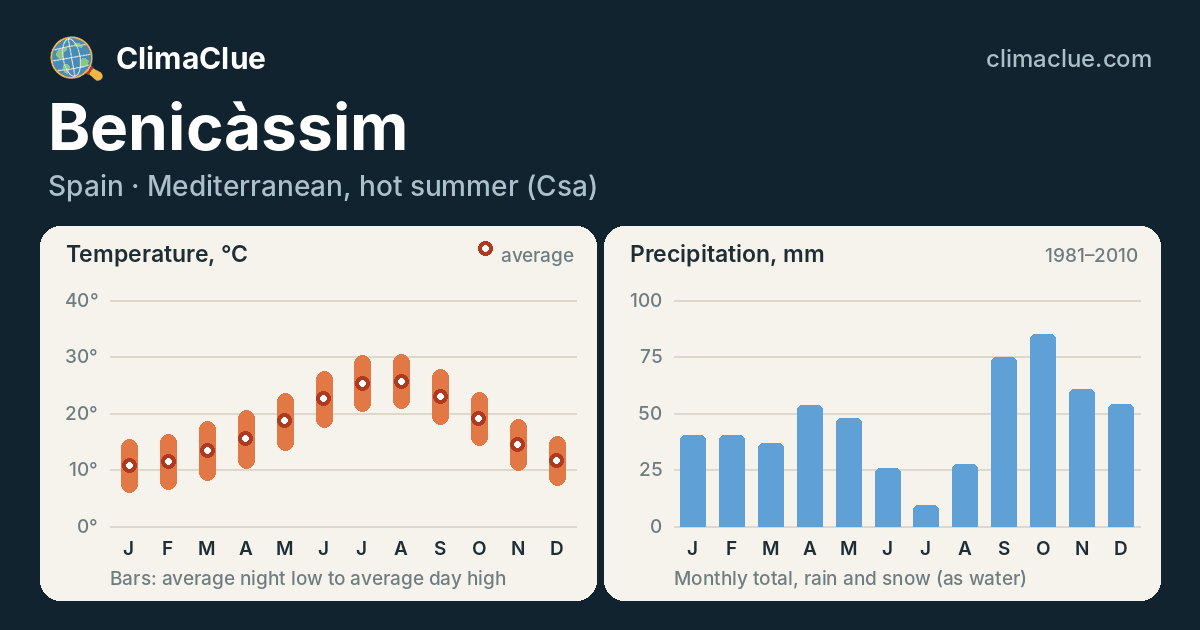 ClimaClue
climaclue.com
Benicàssim
Spain · Mediterranean, hot summer (Csa)
Temperature, °C
average
40°
30°
20°
10°
0°
J F M A M J J A S O N D
Bars: average night low to average day high
Precipitation, mm
1981–2010
100
75
50
25
0
J F M A M J J A S O N D
Monthly total, rain and snow (as water)